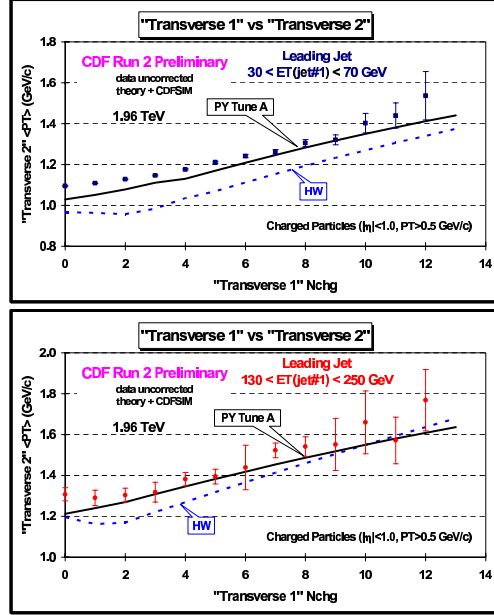 "Transverse 1" vs "Transverse 2"
1.8
1.6
1.4
1.2
1.0
0.8
"Transverse 2" <PT> (GeV/c)
CDF Run 2 Preliminary
data uncorrected
theory + CDFSIM
1.96 TeV
Leading Jet
30 < ET(jet#1) < 70 GeV
PY Tune A
HW
Charged Particles (|η|<1.0, PT>0.5 GeV/c)
0 2 4 6 8 10 12 14
"Transverse 1" Nchg
"Transverse 1" vs "Transverse 2"
2.0
1.8
1.6
1.4
1.2
1.0
"Transverse 2" <PT> (GeV/c)
CDF Run 2 Preliminary
data uncorrected
theory + CDFSIM
1.96 TeV
Leading Jet
130 < ET(jet#1) < 250 GeV
PY Tune A
HW
Charged Particles (|η|<1.0, PT>0.5 GeV/c)
0 2 4 6 8 10 12 14
"Transverse 1" Nchg